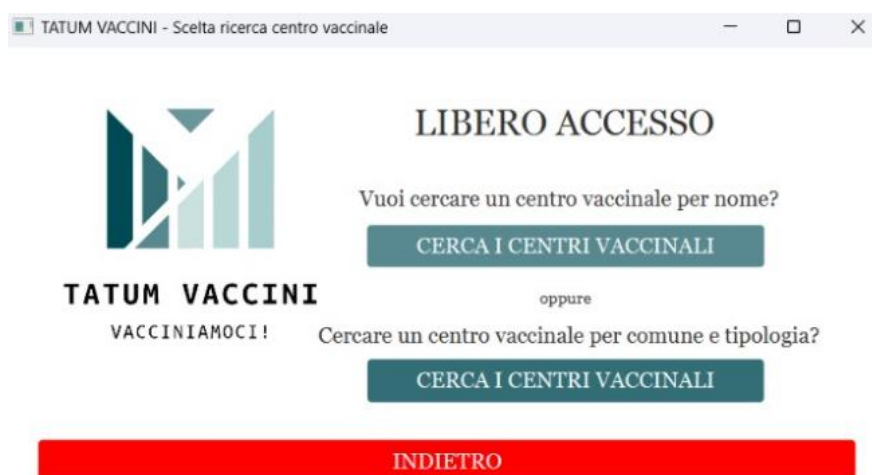 TATUM VACCINI - Scelta ricerca centro vaccinale
LIBERO ACCESSO
Vuoi cercare un centro vaccinale per nome?
CERCA I CENTRI VACCINALI
TATUM VACCINI
oppure
VACCINIAMOCI!
Cercare un centro vaccinale per comune e tipologia?
CERCA I CENTRI VACCINALI
INDIETRO